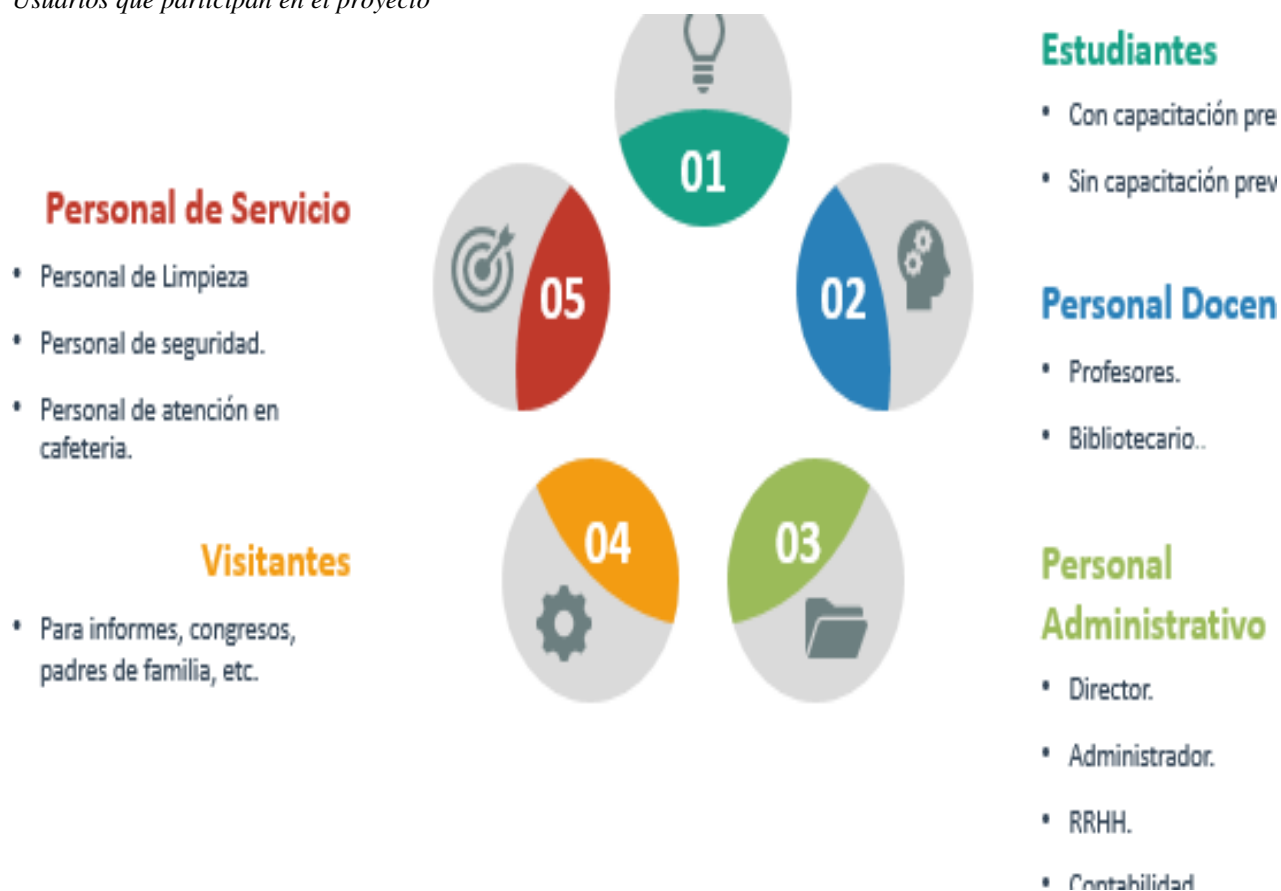 Usuarios que participan en el proyecto
01
Estudiantes
• Con capacitación pre
• Sin capacitación prev
02
Personal Docen
• Profesores.
• Bibliotecario..
03
Personal
Administrativo
• Director.
• Administrador.
• RRHH.
• Contabilidad
04
Visitantes
• Para informes, congresos,
padres de familia, etc.
05
Personal de Servicio
• Personal de Limpieza
• Personal de seguridad.
• Personal de atención en
cafeteria.